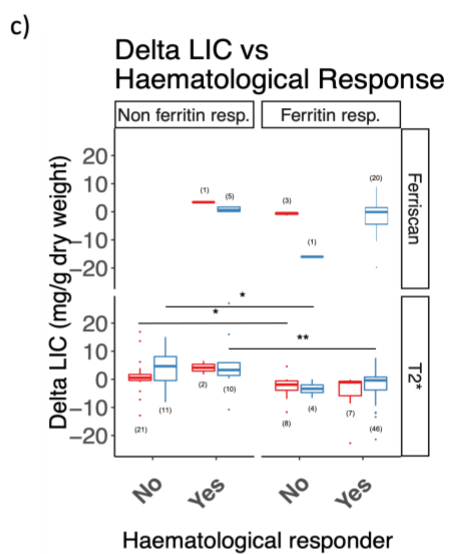 c)
Delta LIC vs
Haematological Response
Non ferritin resp.
Ferritin resp.
Delta LIC (mg/g dry weight)
20
10
0
−10
−20
(1)
(5)
(3)
(1)
(20)
Ferriscan
20
10
0
−10
−20
*
*
**
(21)
(11)
(2)
(10)
(8)
(4)
(7)
(46)
T2*
No
Yes
No
Yes
Haematological responder